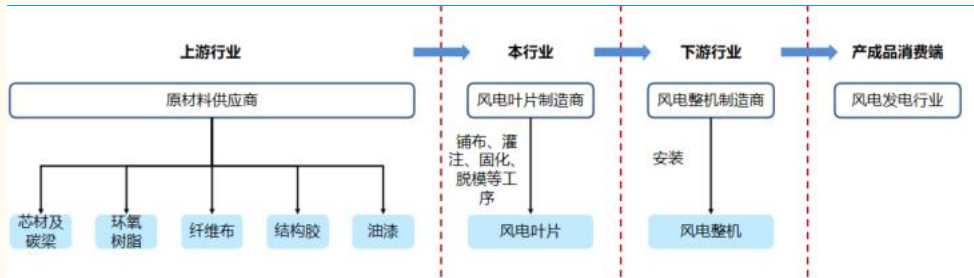 上游行业
本行业
下游行业
产成品消费端
原材料供应商
风电叶片制造商
风电整机制造商
风电发电行业
铺布、灌
注、固化、
脱模等工
序
安装
芯材及
碳梁
环氧
树脂
纤维布
结构胶
油漆
风电叶片
风电整机